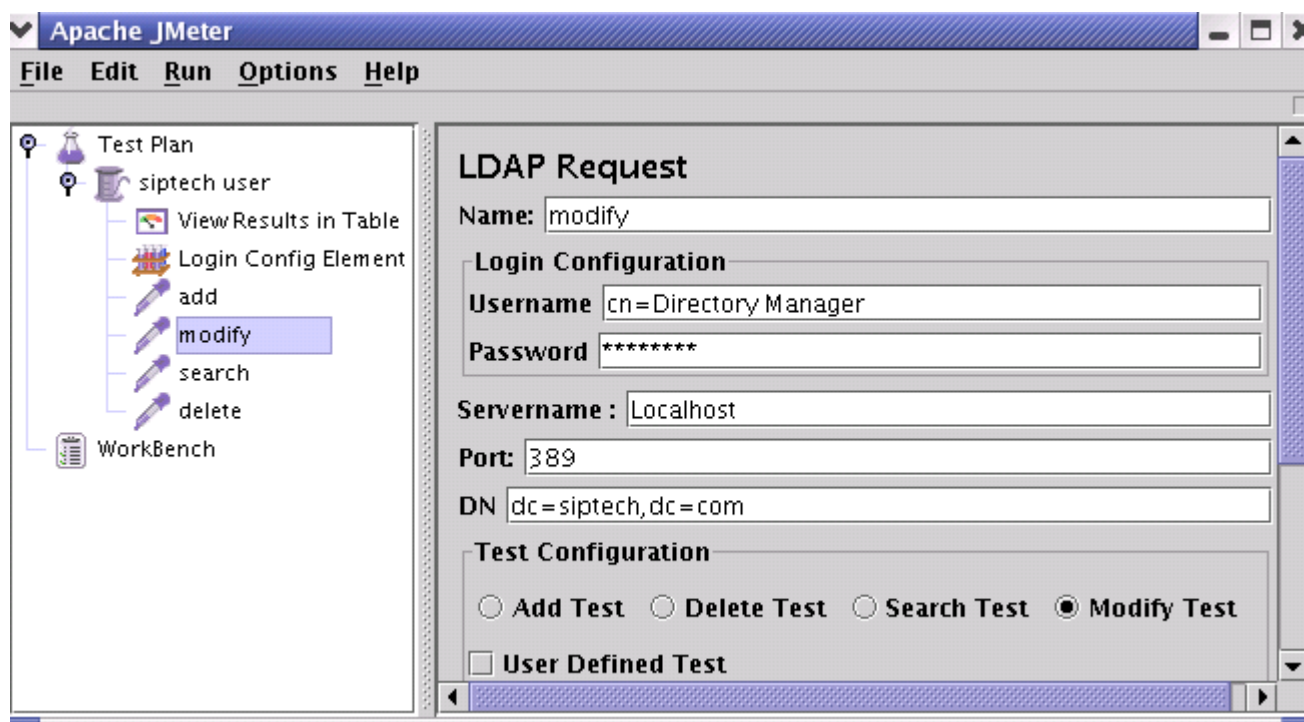 Apache JMeter
File Edit Run Options Help
Test Plan
siptech user
View Results in Table
Login Config Element
add
modify
search
delete
WorkBench
LDAP Request
Name: modify
Login Configuration
Username cn=Directory Manager
Password ********
Servername : Localhost
Port: 389
DN dc=siptech,dc=com
Test Configuration
Add Test Delete Test Search Test Modify Test
User Defined Test